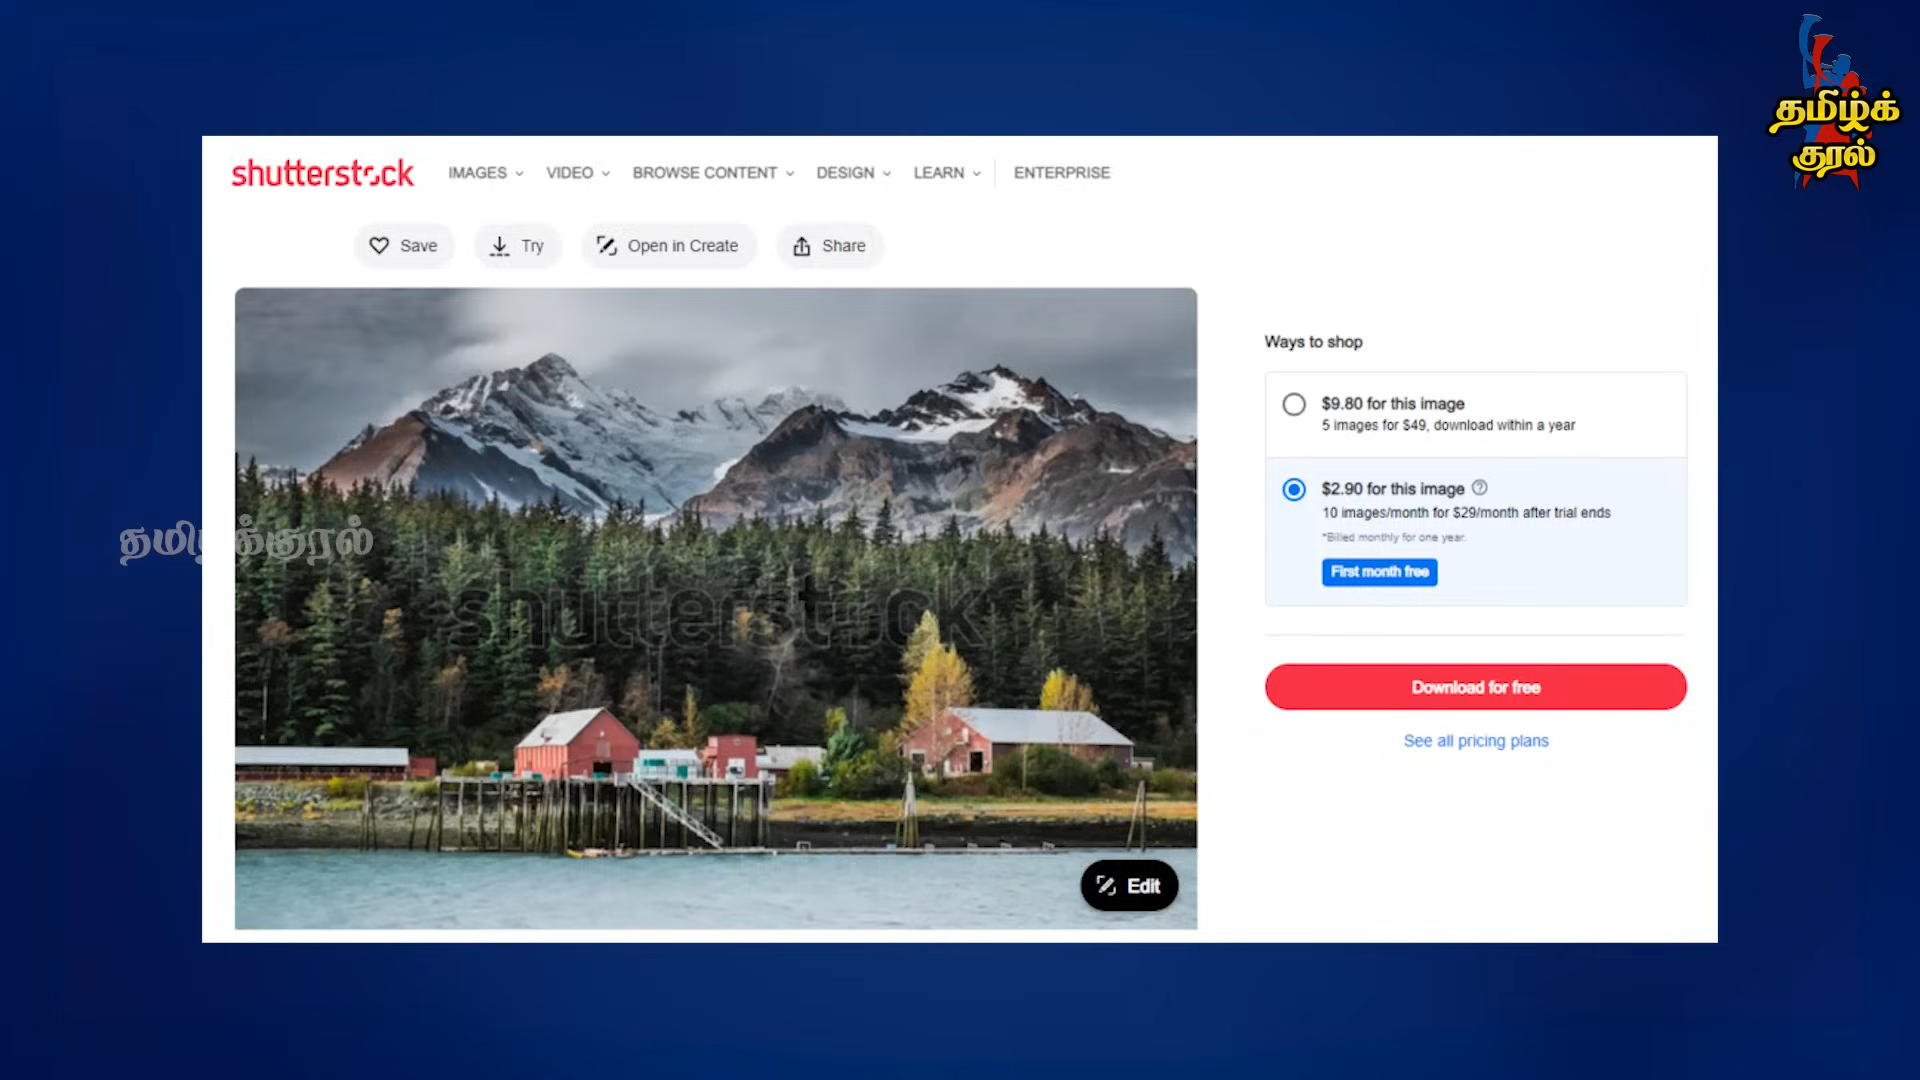 தமிழ்க்
குரல்
shutterstock
IMAGES
VIDEO
BROWSE CONTENT
DESIGN
LEARN
ENTERPRISE
Save
Try
Open in Create
Share
Ways to shop
$9.80 for this image
5 images for $49, download within a year
$2.90 for this image
10 images/month for $29/month after trial ends
*Billed monthly for one year.
First month free
Download for free
See all pricing plans
தமிழ்க்குரல்
shutterstock
Edit